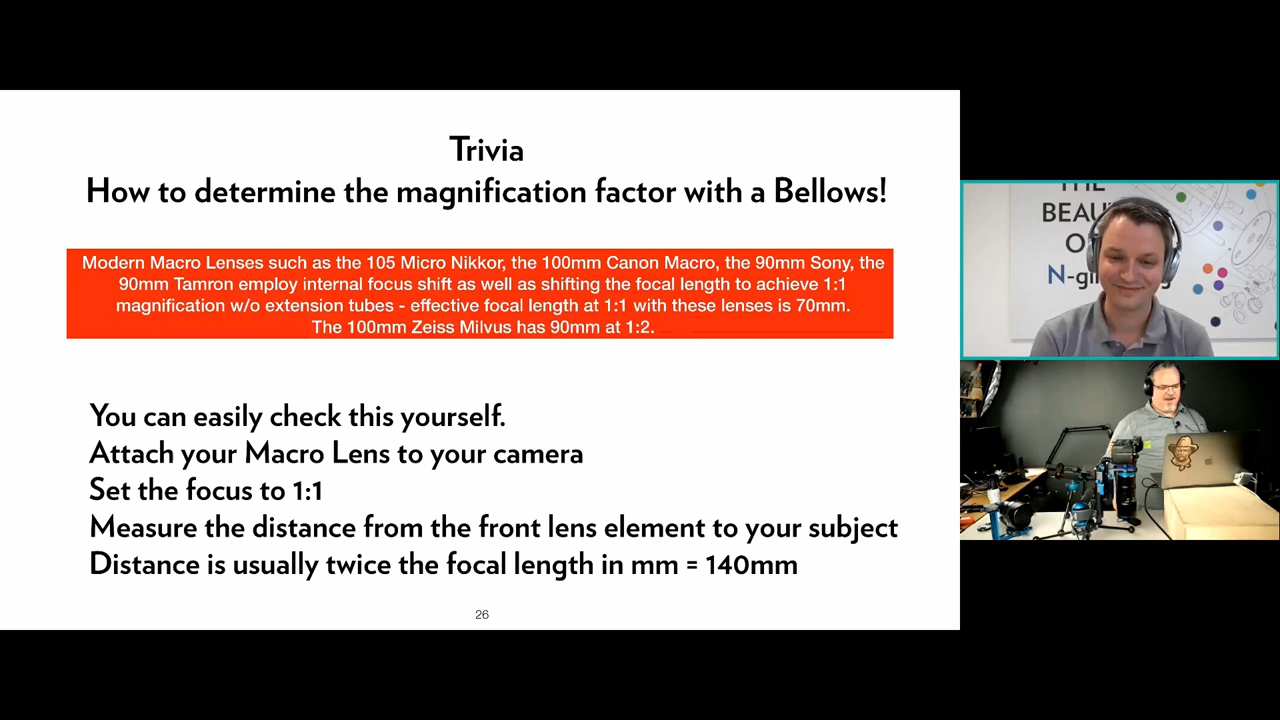 Trivia
How to determine the magnification factor with a Bellows!
Modern Macro Lenses such as the 105 Micro Nikkor, the 100mm Canon Macro, the 90mm Sony, the
90mm Tamron employ internal focus shift as well as shifting the focal length to achieve 1:1
magnification w/o extension tubes - effective focal length at 1:1 with these lenses is 70mm.
The 100mm Zeiss Milvus has 90mm at 1:2.
You can easily check this yourself.
Attach your Macro Lens to your camera
Set the focus to 1:1
Measure the distance from the front lens element to your subject
Distance is usually twice the focal length in mm = 140mm
26
THE